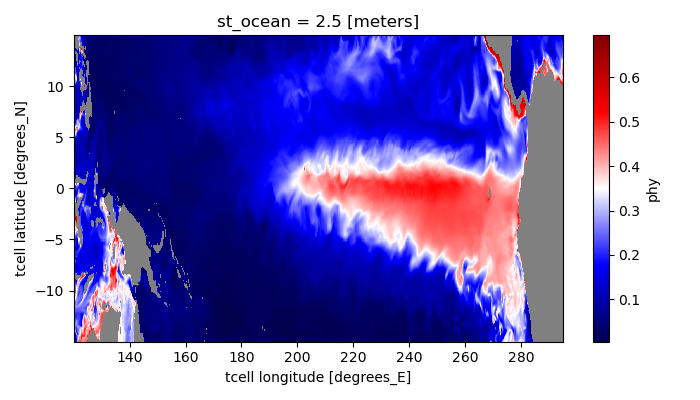 st_ocean = 2.5 [meters]
10
5
0
−5
−10
tcell latitude [degrees_N]
140 160 180 200 220 240 260 280
tcell longitude [degrees_E]
0.6
0.5
0.4
0.3
0.2
0.1
phy